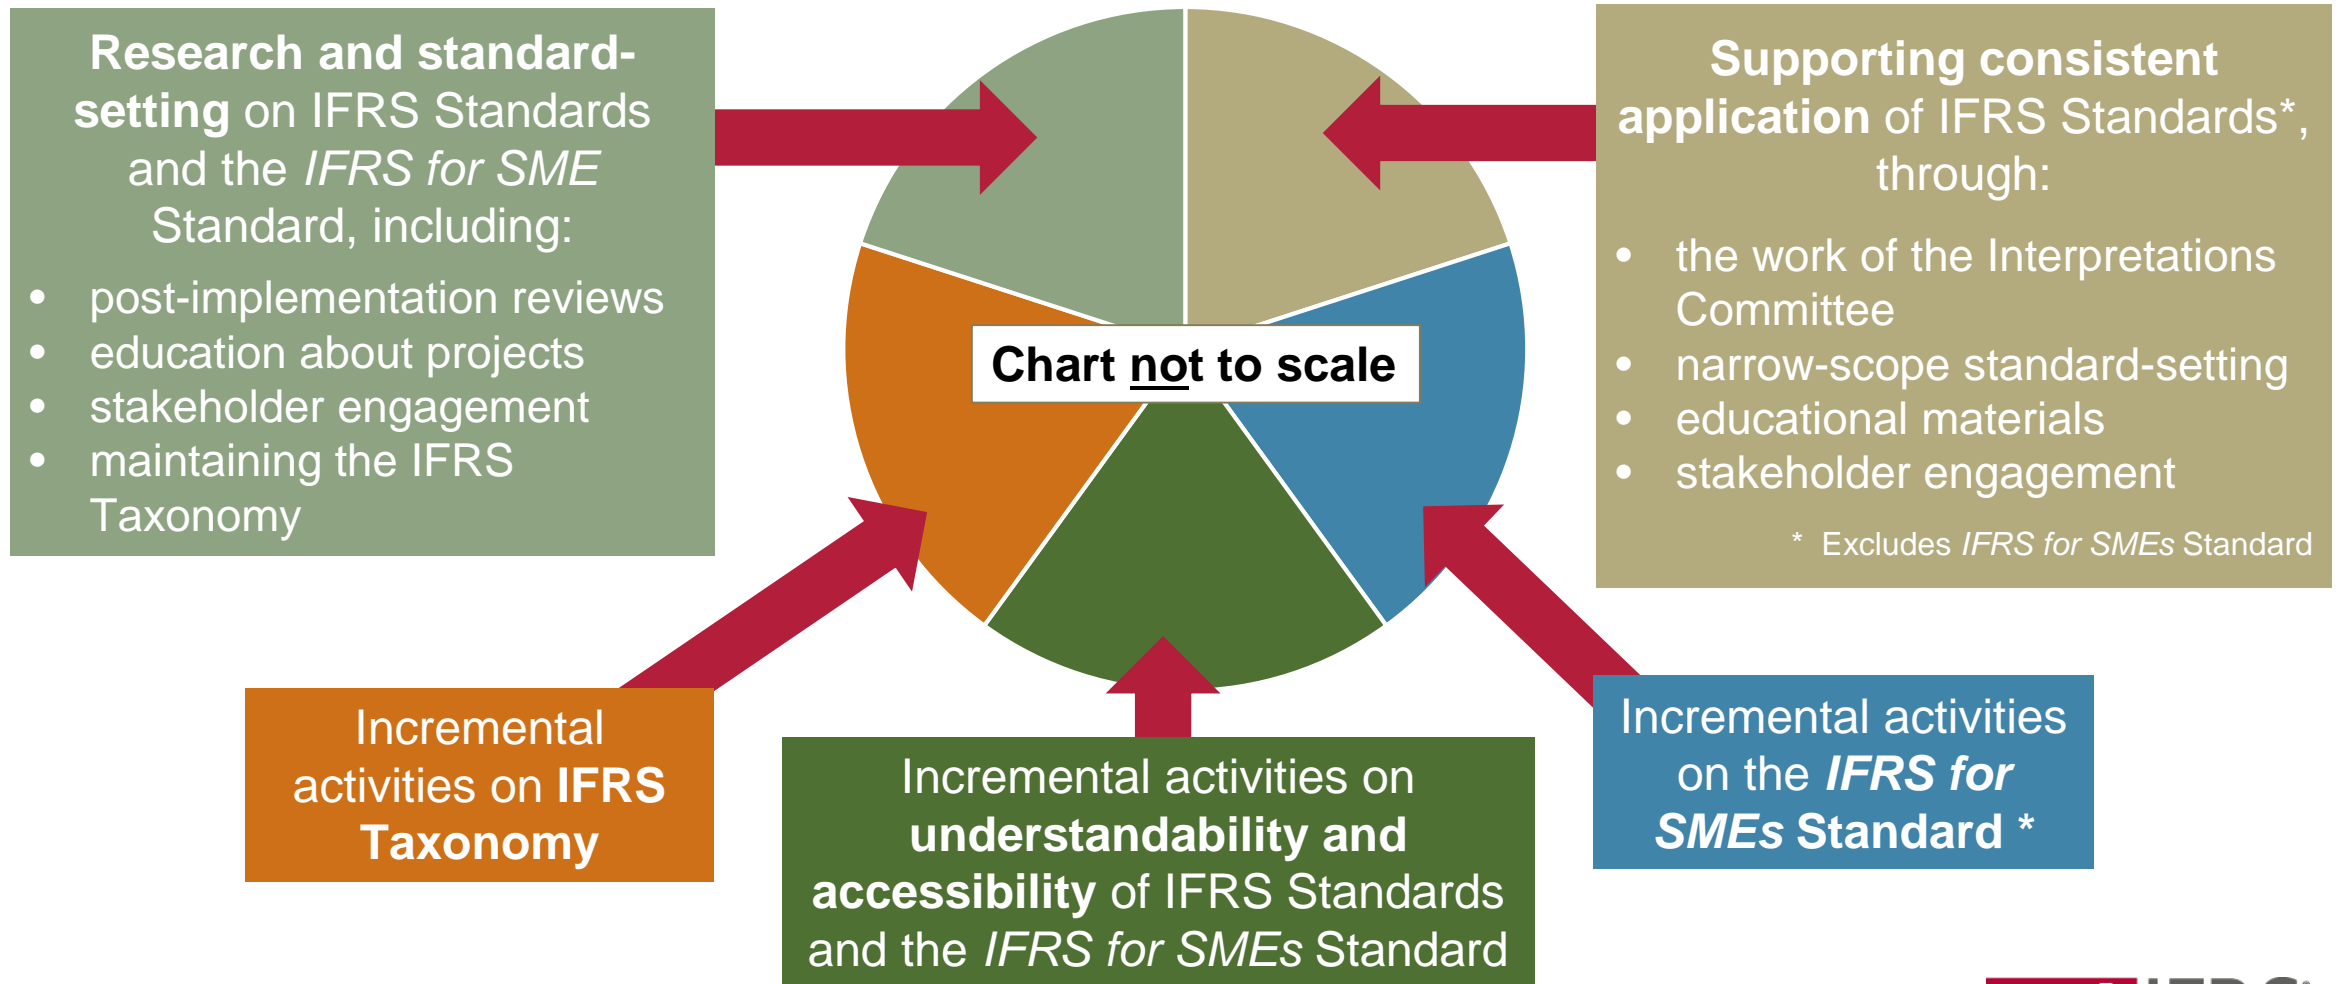 Research and standard-
setting on IFRS Standards
and the IFRS for SME
Standard, including:
• post-implementation reviews
• education about projects
• stakeholder engagement
• maintaining the IFRS
Taxonomy
Supporting consistent
application of IFRS Standards*,
through:
• the work of the Interpretations
Committee
• narrow-scope standard-setting
• educational materials
• stakeholder engagement
* Excludes IFRS for SMEs Standard
Chart not to scale
Incremental
activities on IFRS
Taxonomy
Incremental activities on
understandability and
accessibility of IFRS Standards
and the IFRS for SMEs Standard
Incremental activities
on the IFRS for
SMEs Standard *